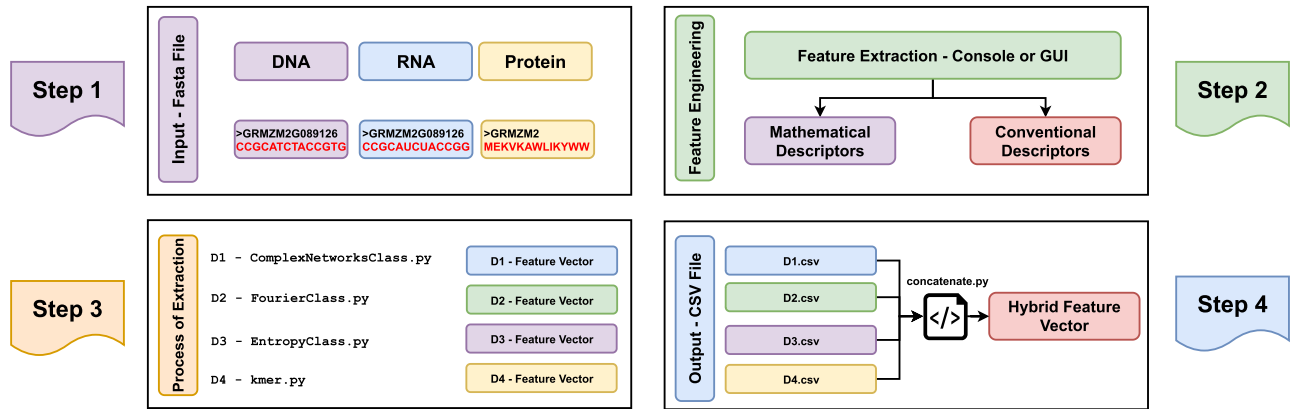 Step 1
Input - Fasta File
DNA
RNA
Protein
>GRMZM2G089126
CCGCATCTACCGTG
>GRMZM2G089126
CCGCAUCUACCGG
>GRMZM2
MEKVKAWLIKYWW
Step 2
Feature Engineering
Feature Extraction - Console or GUI
Mathematical
Descriptors
Conventional
Descriptors
Step 3
Process of Extraction
D1 - ComplexNetworksClass.py
D1 - Feature Vector
D2 - FourierClass.py
D2 - Feature Vector
D3 - EntropyClass.py
D3 - Feature Vector
D4 - kmer.py
D4 - Feature Vector
Step 4
Output - CSV File
D1.csv
D2.csv
D3.csv
D4.csv
concatenate.py
</>
Hybrid Feature
Vector